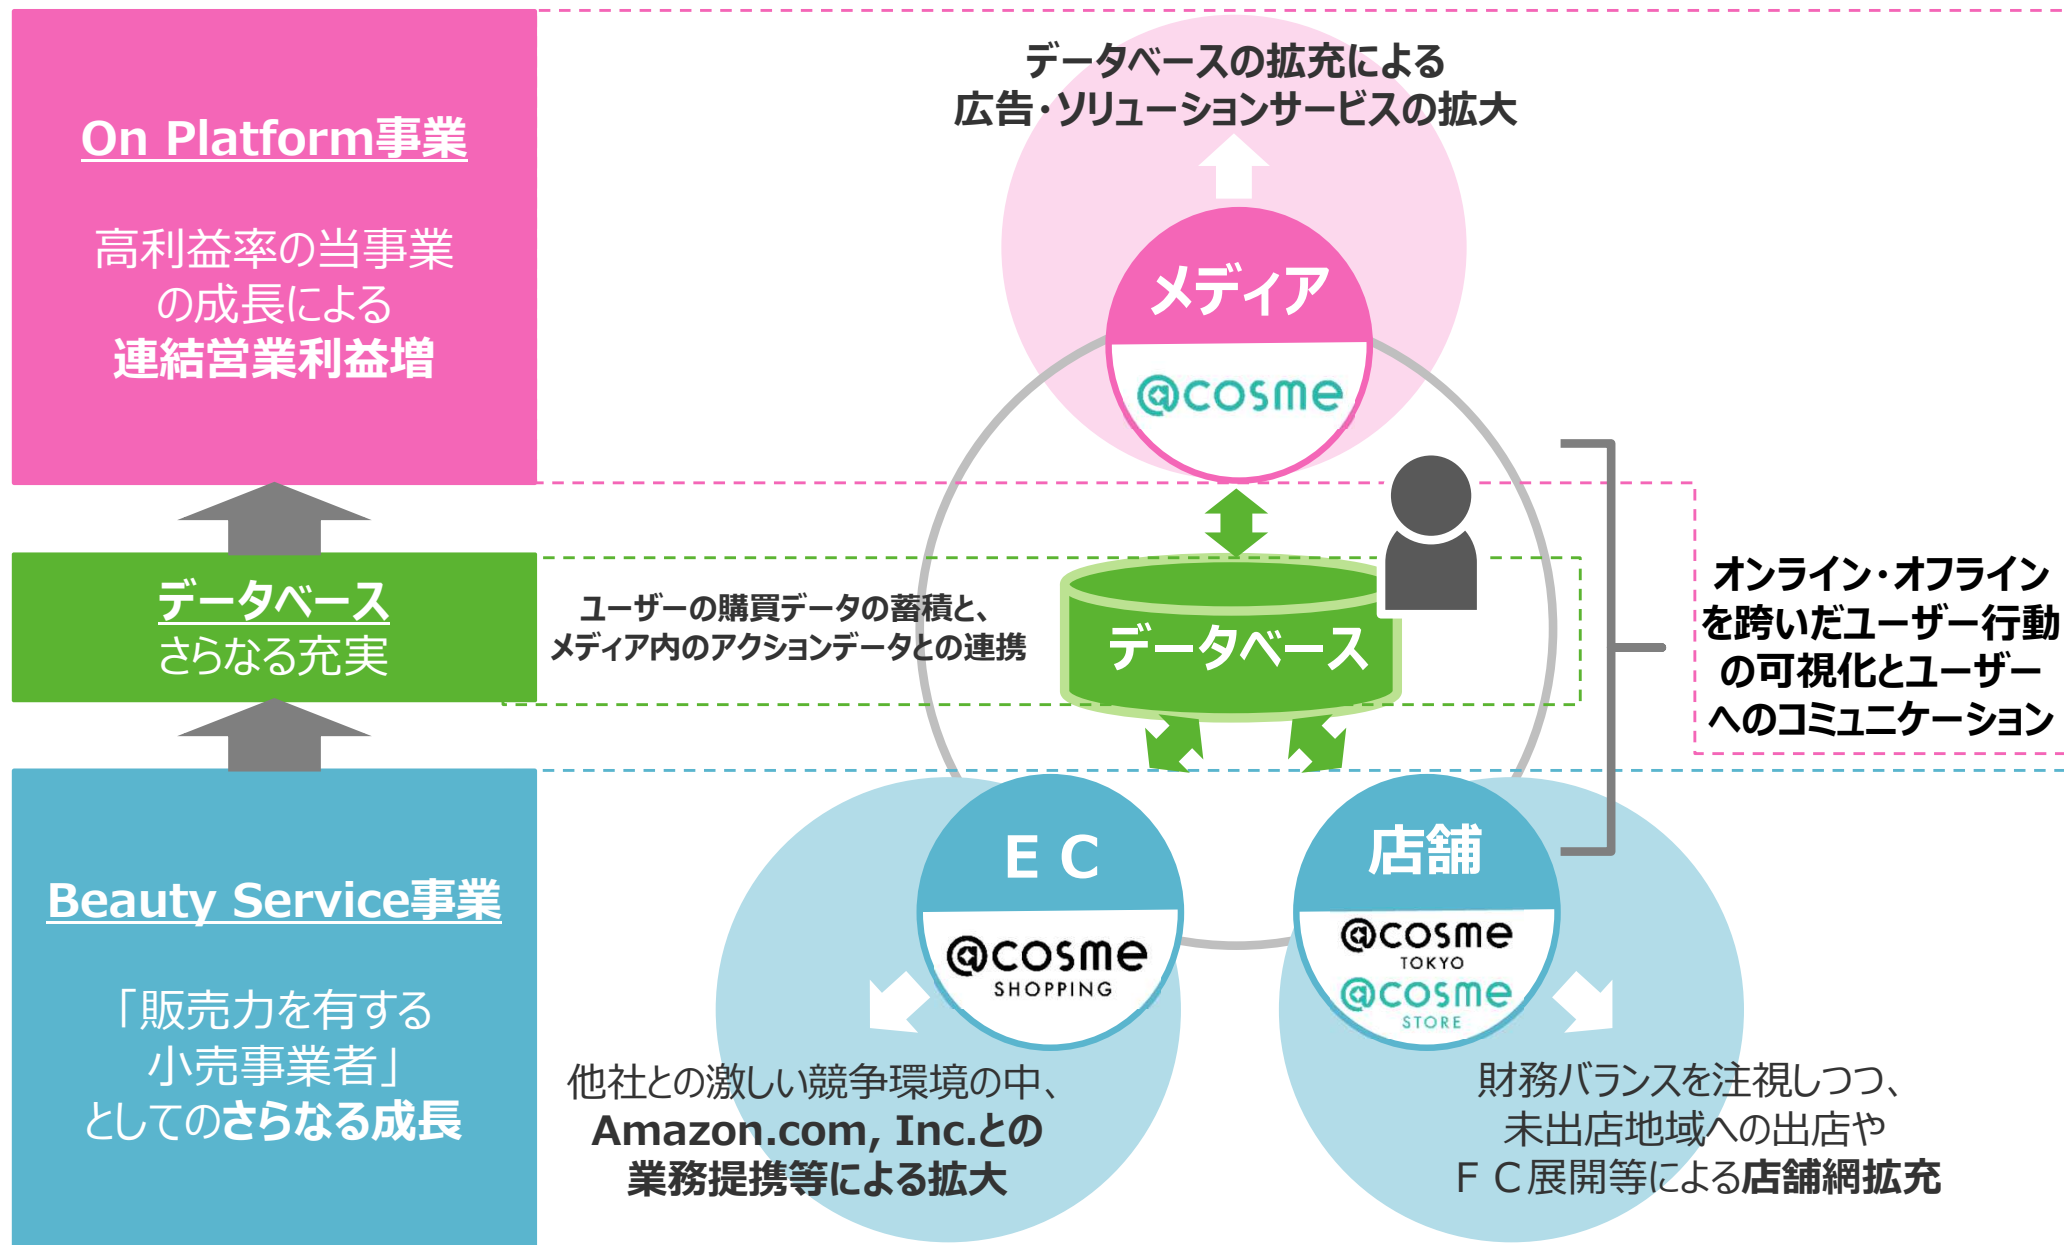 On Platform事業
高利益率の当事業
の成長による
連結営業利益増
データベース
さらなる充実
Beauty Service事業
「販売力を有する
小売事業者」
としてのさらなる成長
データベースの拡充による
広告・ソリューションサービスの拡大
メディア
@cosme
ユーザーの購買データの蓄積と、
メディア内のアクションデータとの連携
データベース
オンライン・オフライン
を跨いだユーザー行動
の可視化とユーザー
へのコミュニケーション
ＥＣ
@cosme
SHOPPING
他社との激しい競争環境の中、
Amazon.com, Inc.との
業務提携等による拡大
店舗
@cosme
TOKYO
@cosme
STORE
財務バランスを注視しつつ、
未出店地域への出店や
ＦＣ展開等による店舗網拡充